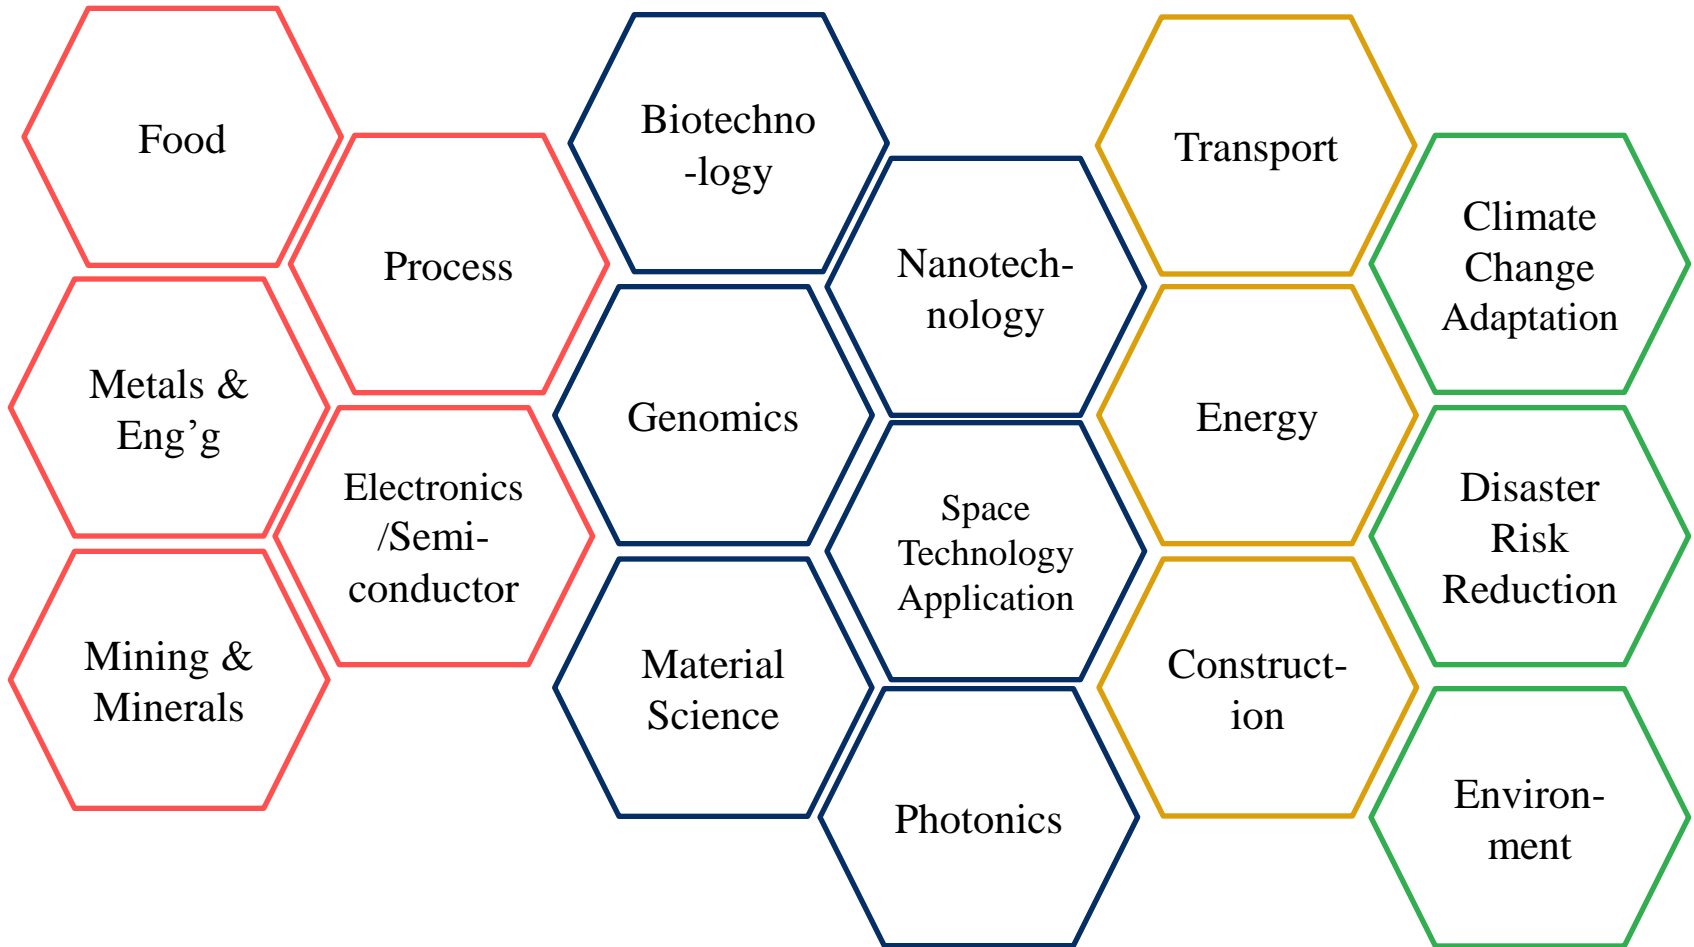 Food
Process
Metals &
Eng’g
Electronics
/Semi-
conductor
Mining &
Minerals
Biotechno
-logy
Nanotech-
nology
Genomics
Space
Technology
Application
Material
Science
Photonics
Transport
Energy
Construct-
ion
Climate
Change
Adaptation
Disaster
Risk
Reduction
Environ-
ment